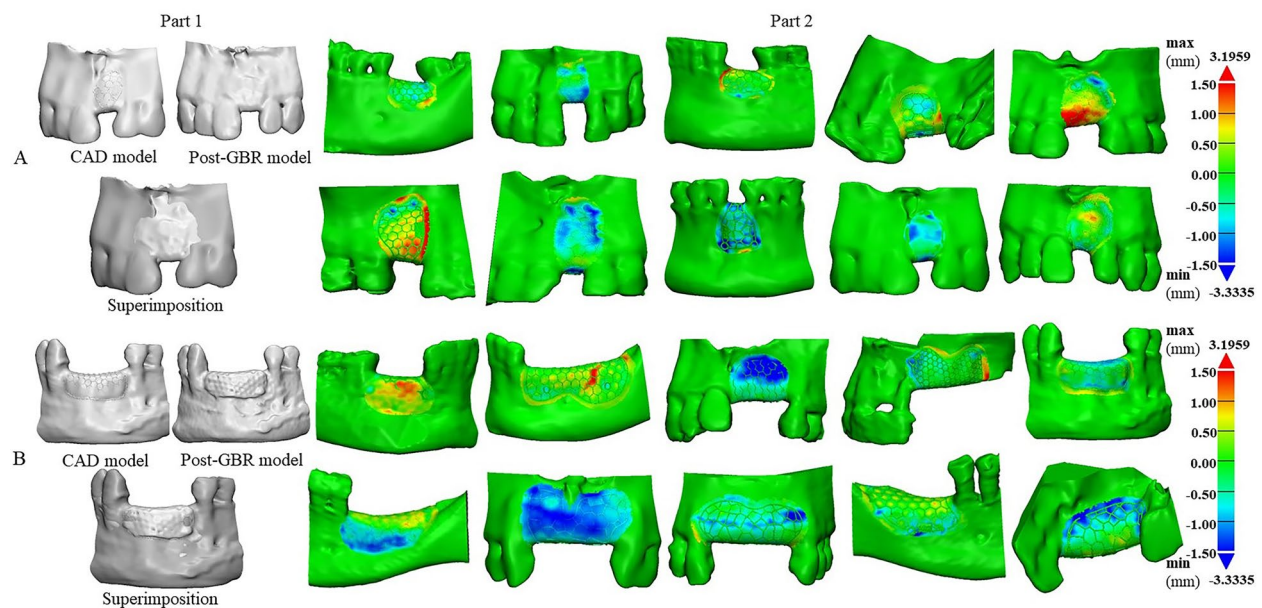 Part 1
Part 2
A
CAD model
Post-GBR model
Superimposition
max
(mm)
3.1959
1.50
1.00
0.50
0.00
-0.50
-1.00
-1.50
min
(mm)
-3.3335
B
CAD model
Post-GBR model
Superimposition
max
(mm)
3.1959
1.50
1.00
0.50
0.00
-0.50
-1.00
-1.50
min
(mm)
-3.3335